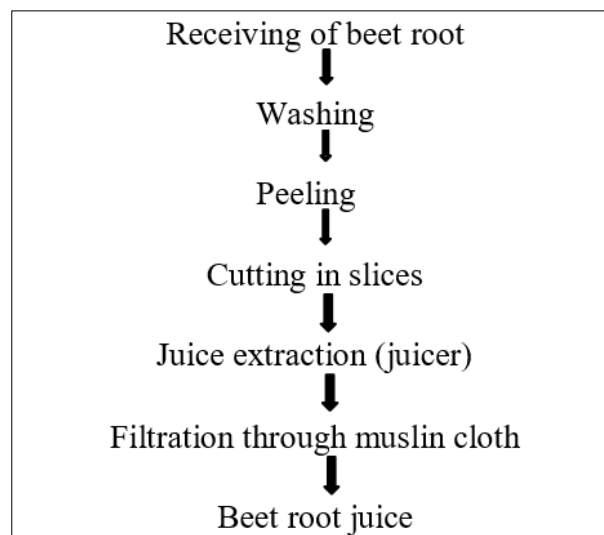 Receiving of beet root
Washing
Peeling
Cutting in slices
Juice extraction (juicer)
Filtration through muslin cloth
Beet root juice